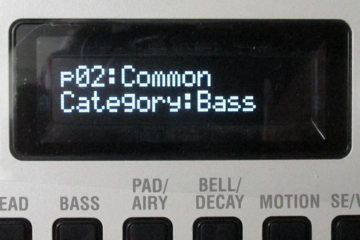 p02:Common
Category:Bass
PAD/ BELL/
EAD BASS AIRY DECAY MOTION SE/